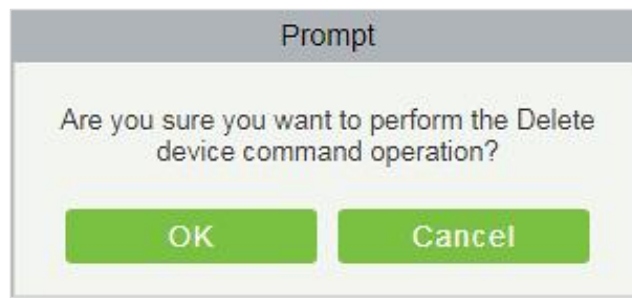 Prompt
Are you sure you want to perform the Delete
device command operation?
OK
Cancel